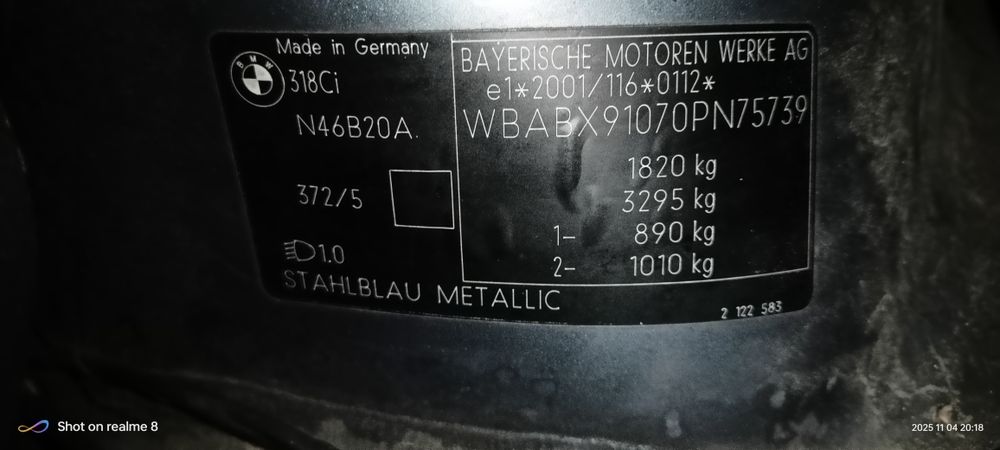 BMW
Made in Germany
318Ci
N46B20A.
372/5
1.0
STAHLBLAU METALLIC
BAYERISCHE MOTOREN WERKE AG
e1*2001/116*0112*
WBABX91070PN75739
1820 kg
3295 kg
1- 890 kg
2- 1010 kg
2 122 583
Shot on realme 8
2025 11 04 20:18